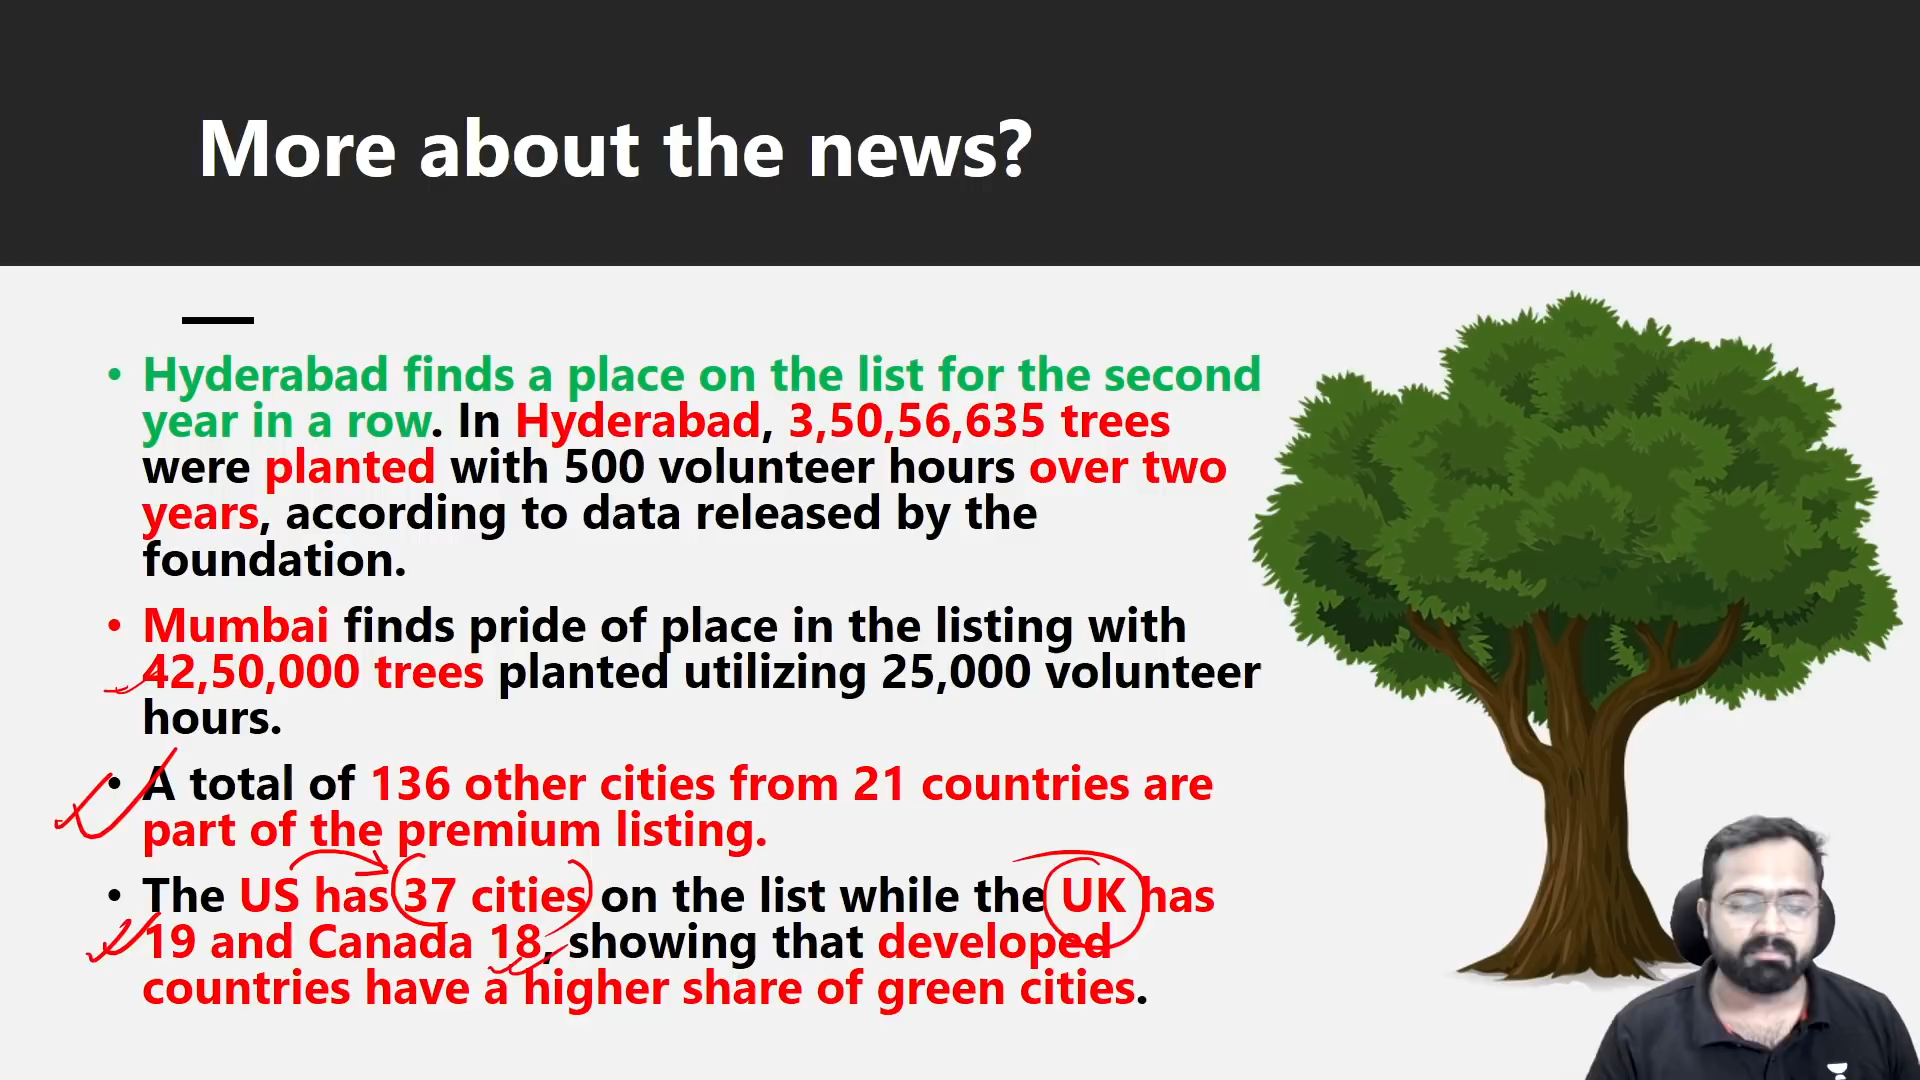 More about the news?
• Hyderabad finds a place on the list for the second
year in a row. In Hyderabad, 3,50,56,635 trees
were planted with 500 volunteer hours over two
years, according to data released by the
foundation.
• Mumbai finds pride of place in the listing with
42,50,000 trees planted utilizing 25,000 volunteer
hours.
• A total of 136 other cities from 21 countries are
part of the premium listing.
• The US has 37 cities on the list while the UK has
19 and Canada 18, showing that developed
countries have a higher share of green cities.